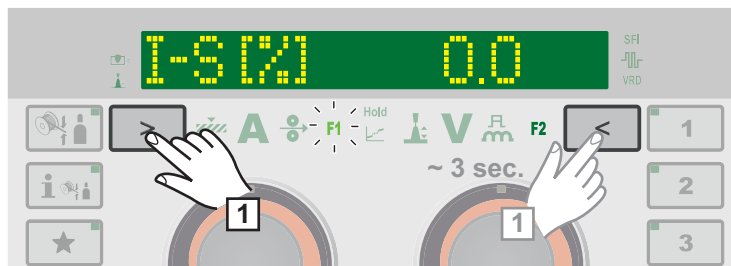 I-S [%] 0.0
SFI
VRD
> A F1 Hold V F2 < 1
~ 3 sec.
i 2
1 1
3